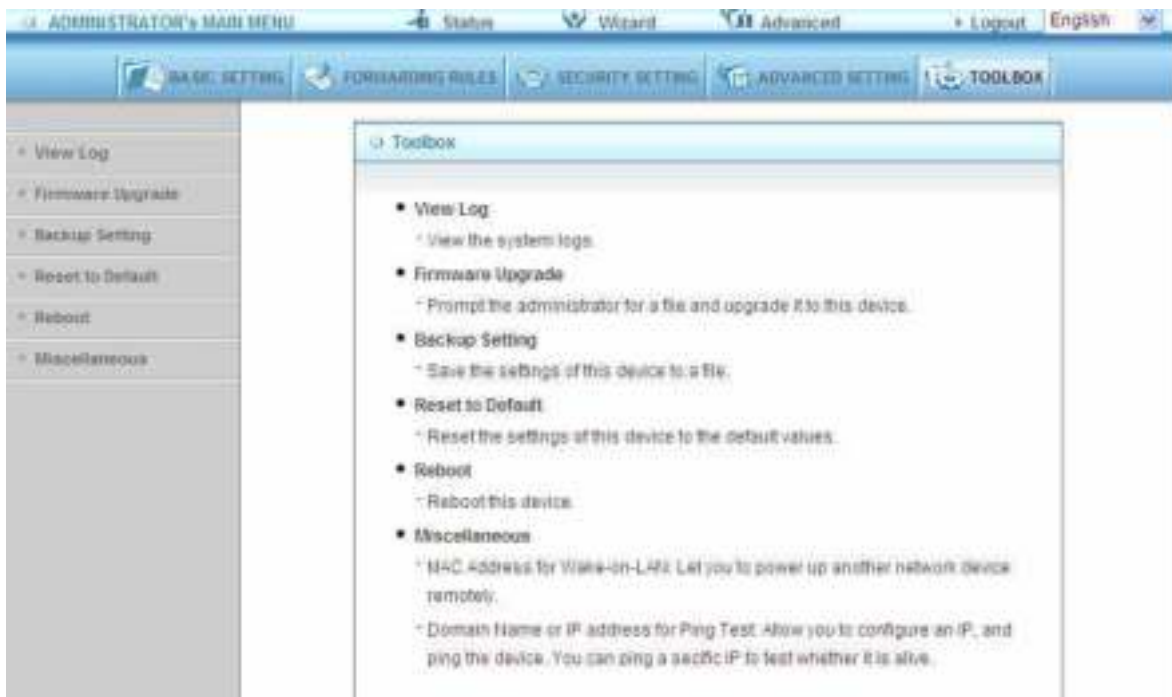 ADMINISTRATOR's MAIN MENU Status Wizard Advanced Logout English
BASIC SETTING FORWARDING RULES SECURITY SETTING ADVANCED SETTING TOOLBOX
View Log
Firmware Upgrade
Backup Setting
Reset to Default
Reboot
Miscellaneous
Toolbox
• View Log
- View the system logs.
• Firmware Upgrade
- Prompt the administrator for a file and upgrade it to this device.
• Backup Setting
- Save the settings of this device to a file.
• Reset to Default
- Reset the settings of this device to the default values.
• Reboot
- Reboot this device.
• Miscellaneous
- MAC Address for Wake-on-LAN: Let you to power up another network device
remotely.
- Domain Name or IP address for Ping Test: Allow you to configure an IP, and
ping the device. You can ping a secific IP to test whether it is alive.